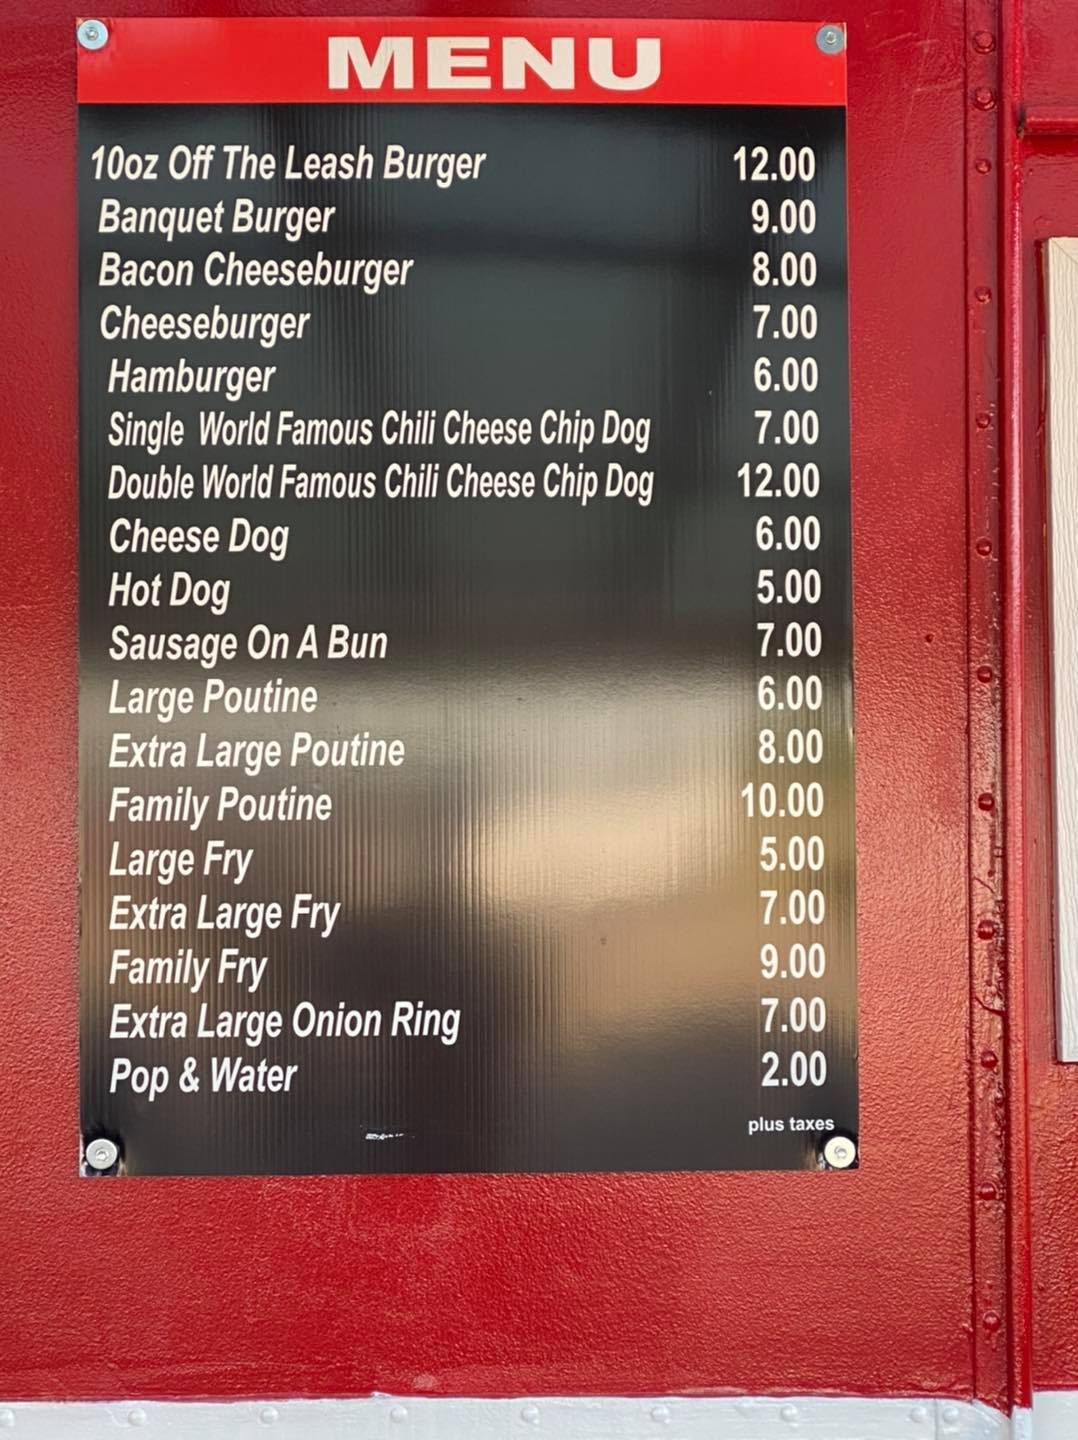 MENU
10oz Off The Leash Burger 12.00
Banquet Burger 9.00
Bacon Cheeseburger 8.00
Cheeseburger 7.00
Hamburger 6.00
Single World Famous Chili Cheese Chip Dog 7.00
Double World Famous Chili Cheese Chip Dog 12.00
Cheese Dog 6.00
Hot Dog 5.00
Sausage On A Bun 7.00
Large Poutine 6.00
Extra Large Poutine 8.00
Family Poutine 10.00
Large Fry 5.00
Extra Large Fry 7.00
Family Fry 9.00
Extra Large Onion Ring 7.00
Pop & Water 2.00
plus taxes